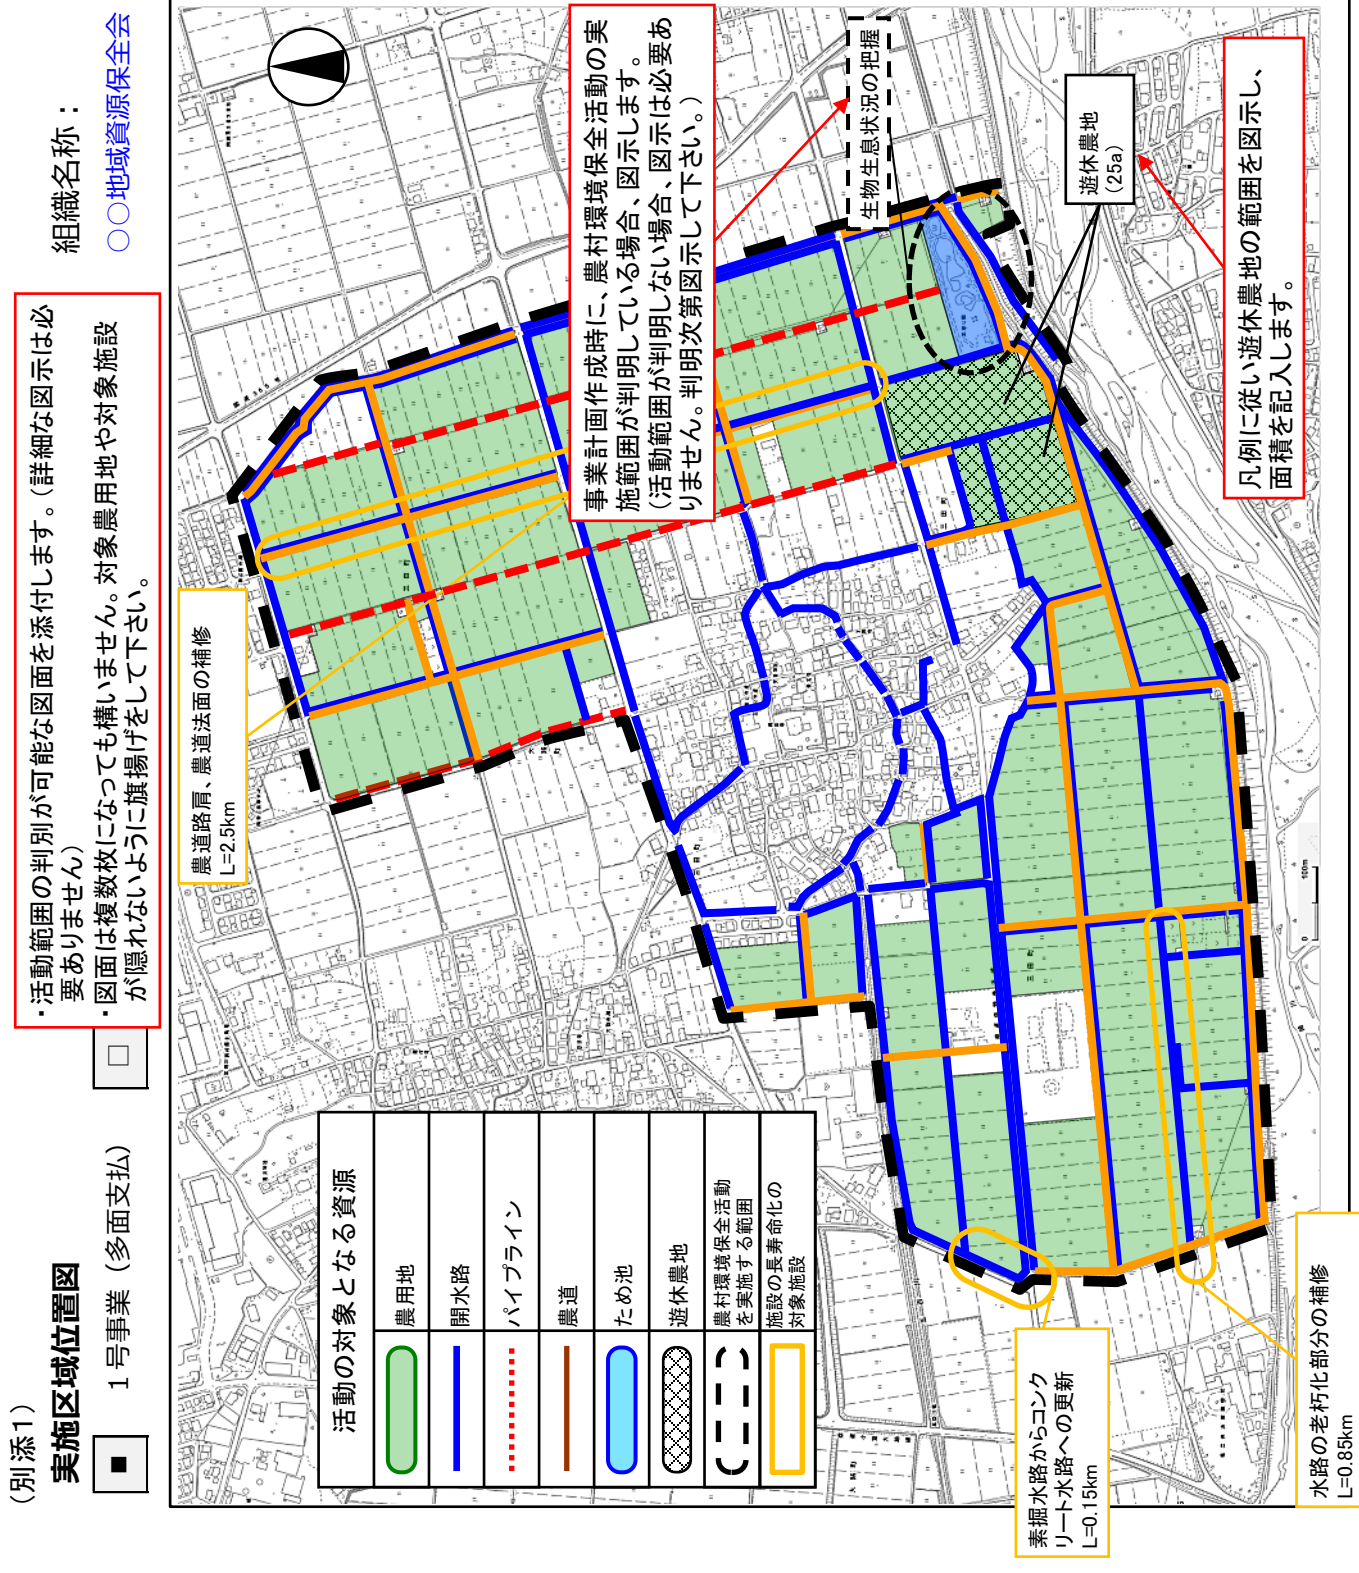 （別添１）
実施区域位置図
■
１号事業（多面支払）
□
・活動範囲の判別が可能な図面を添付します。（詳細な図示は必
要ありません）
・図面は複数枚になっても構いません。対象農用地や対象施設
が隠れないように旗揚げをして下さい。
組織名称：
○○地域資源保全会
農道路肩、農道法面の補修
L=2.5km
事業計画作成時に、農村環境保全活動の実
施範囲が判明している場合、図示します。
（活動範囲が判明しない場合、図示は必要あ
りません。判明次第図示して下さい。）
生物生息状況の把握
遊休農地
（25a）
凡例に従い遊休農地の範囲を図示し、
面積を記入します。
活動の対象となる資源
農用地
開水路
パイプライン
農道
ため池
遊休農地
農村環境保全活動
を実施する範囲
施設の長寿命化の
対象施設
素掘水路からコンク
リート水路への更新
L=0.15km
水路の老朽化部分の補修
L=0.85km
0 100m